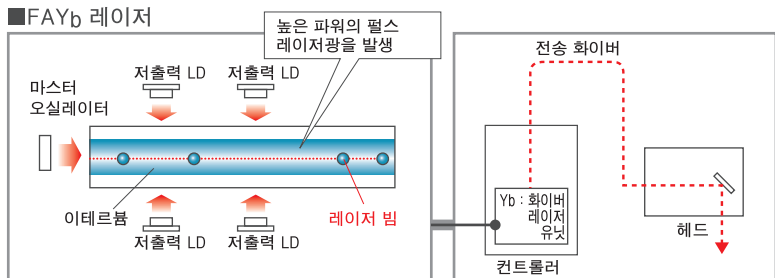 ■FAYb 레이저
높은 파워의 펄스
레이저광을 발생
저출력 LD
저출력 LD
마스터
오실레이터
이테르븀
레이저 빔
저출력 LD
저출력 LD
전송 화이버
Yb : 화이버
레이저
유닛
컨트롤러
헤드